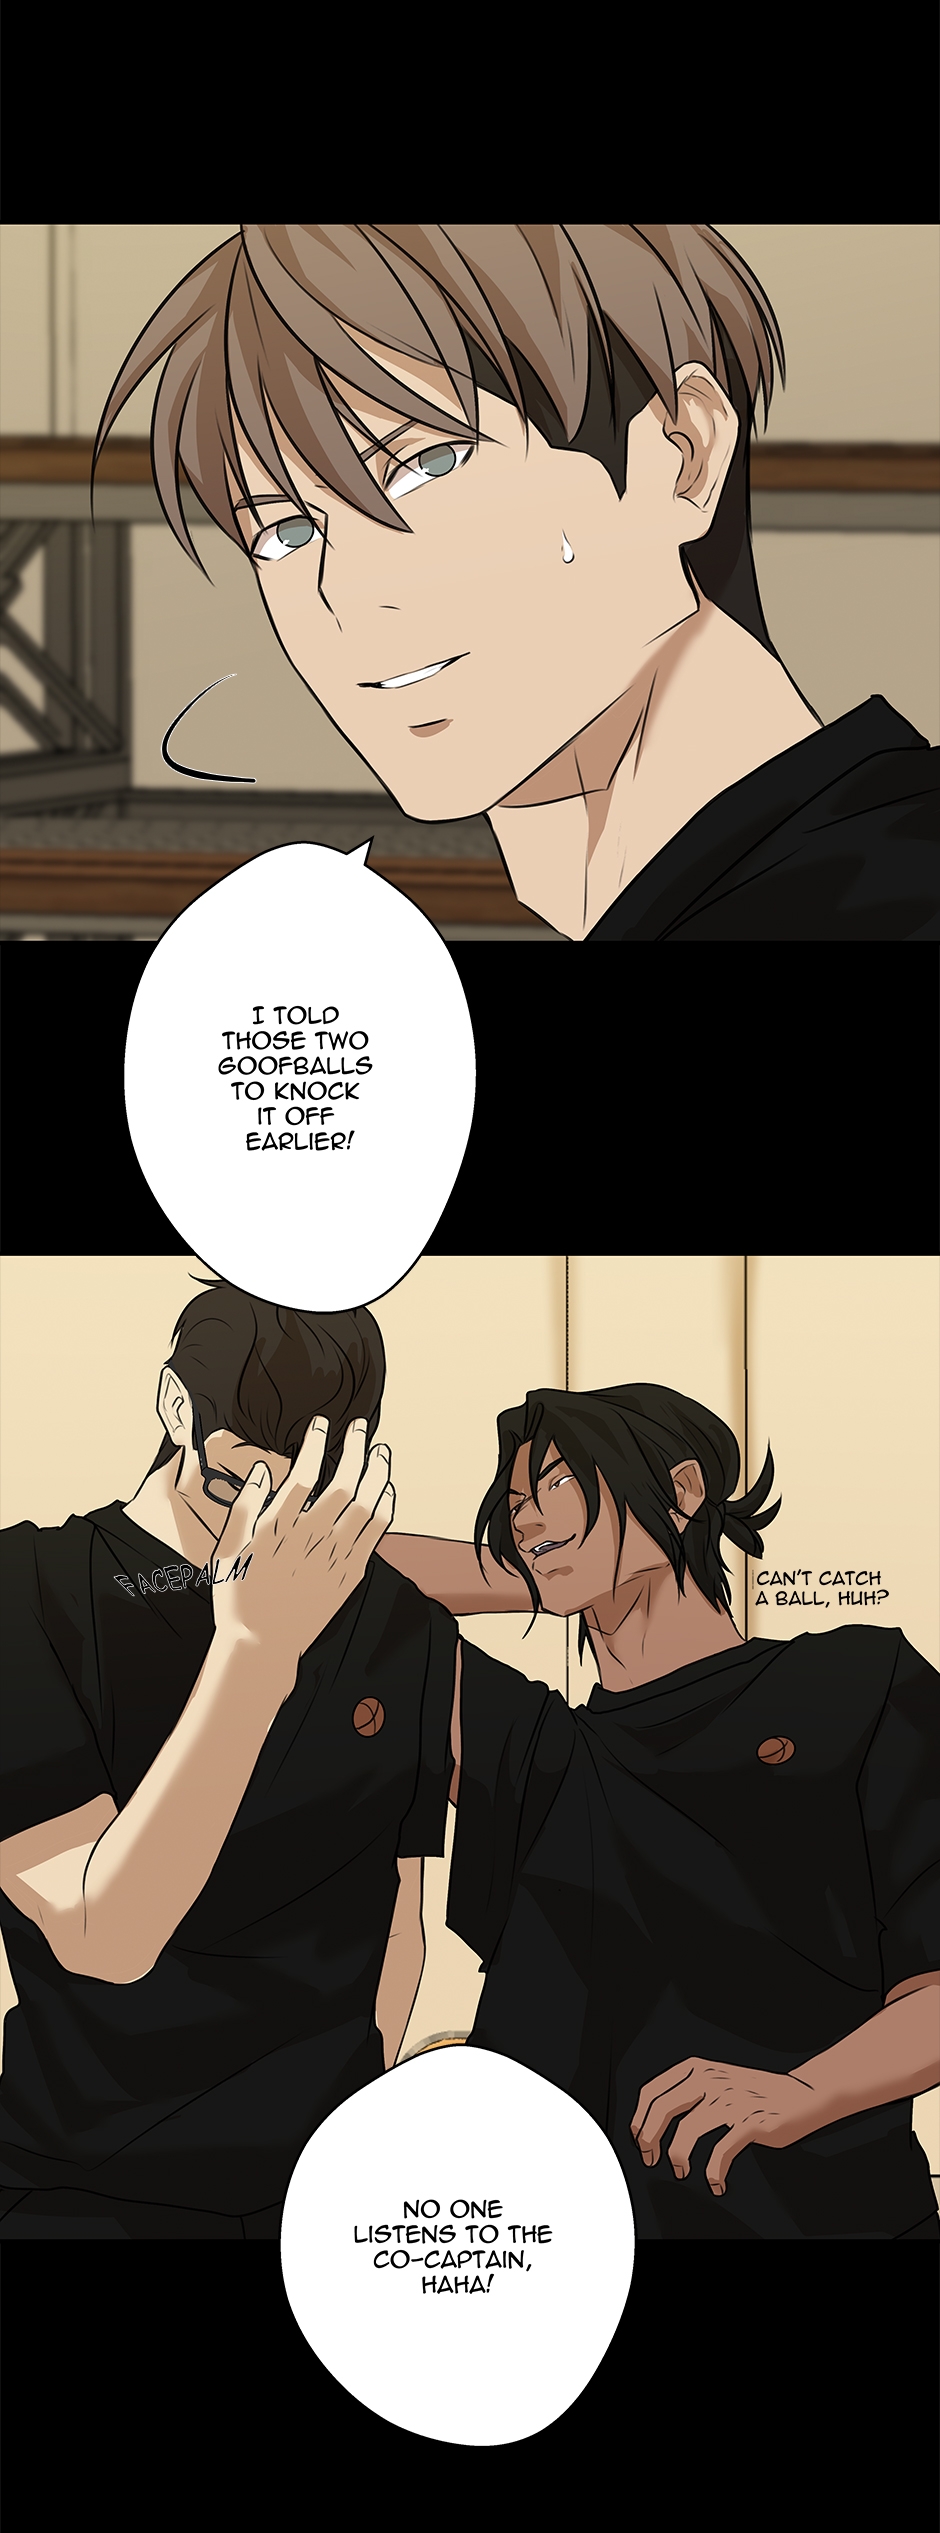 I TOLD
THOSE TWO
GOOFBALLS
TO KNOCK
IT OFF
EARLIER!
FACEPALM
CAN'T CATCH
A BALL, HUH?
NO ONE
LISTENS TO THE
CO-CAPTAIN,
HAHA!